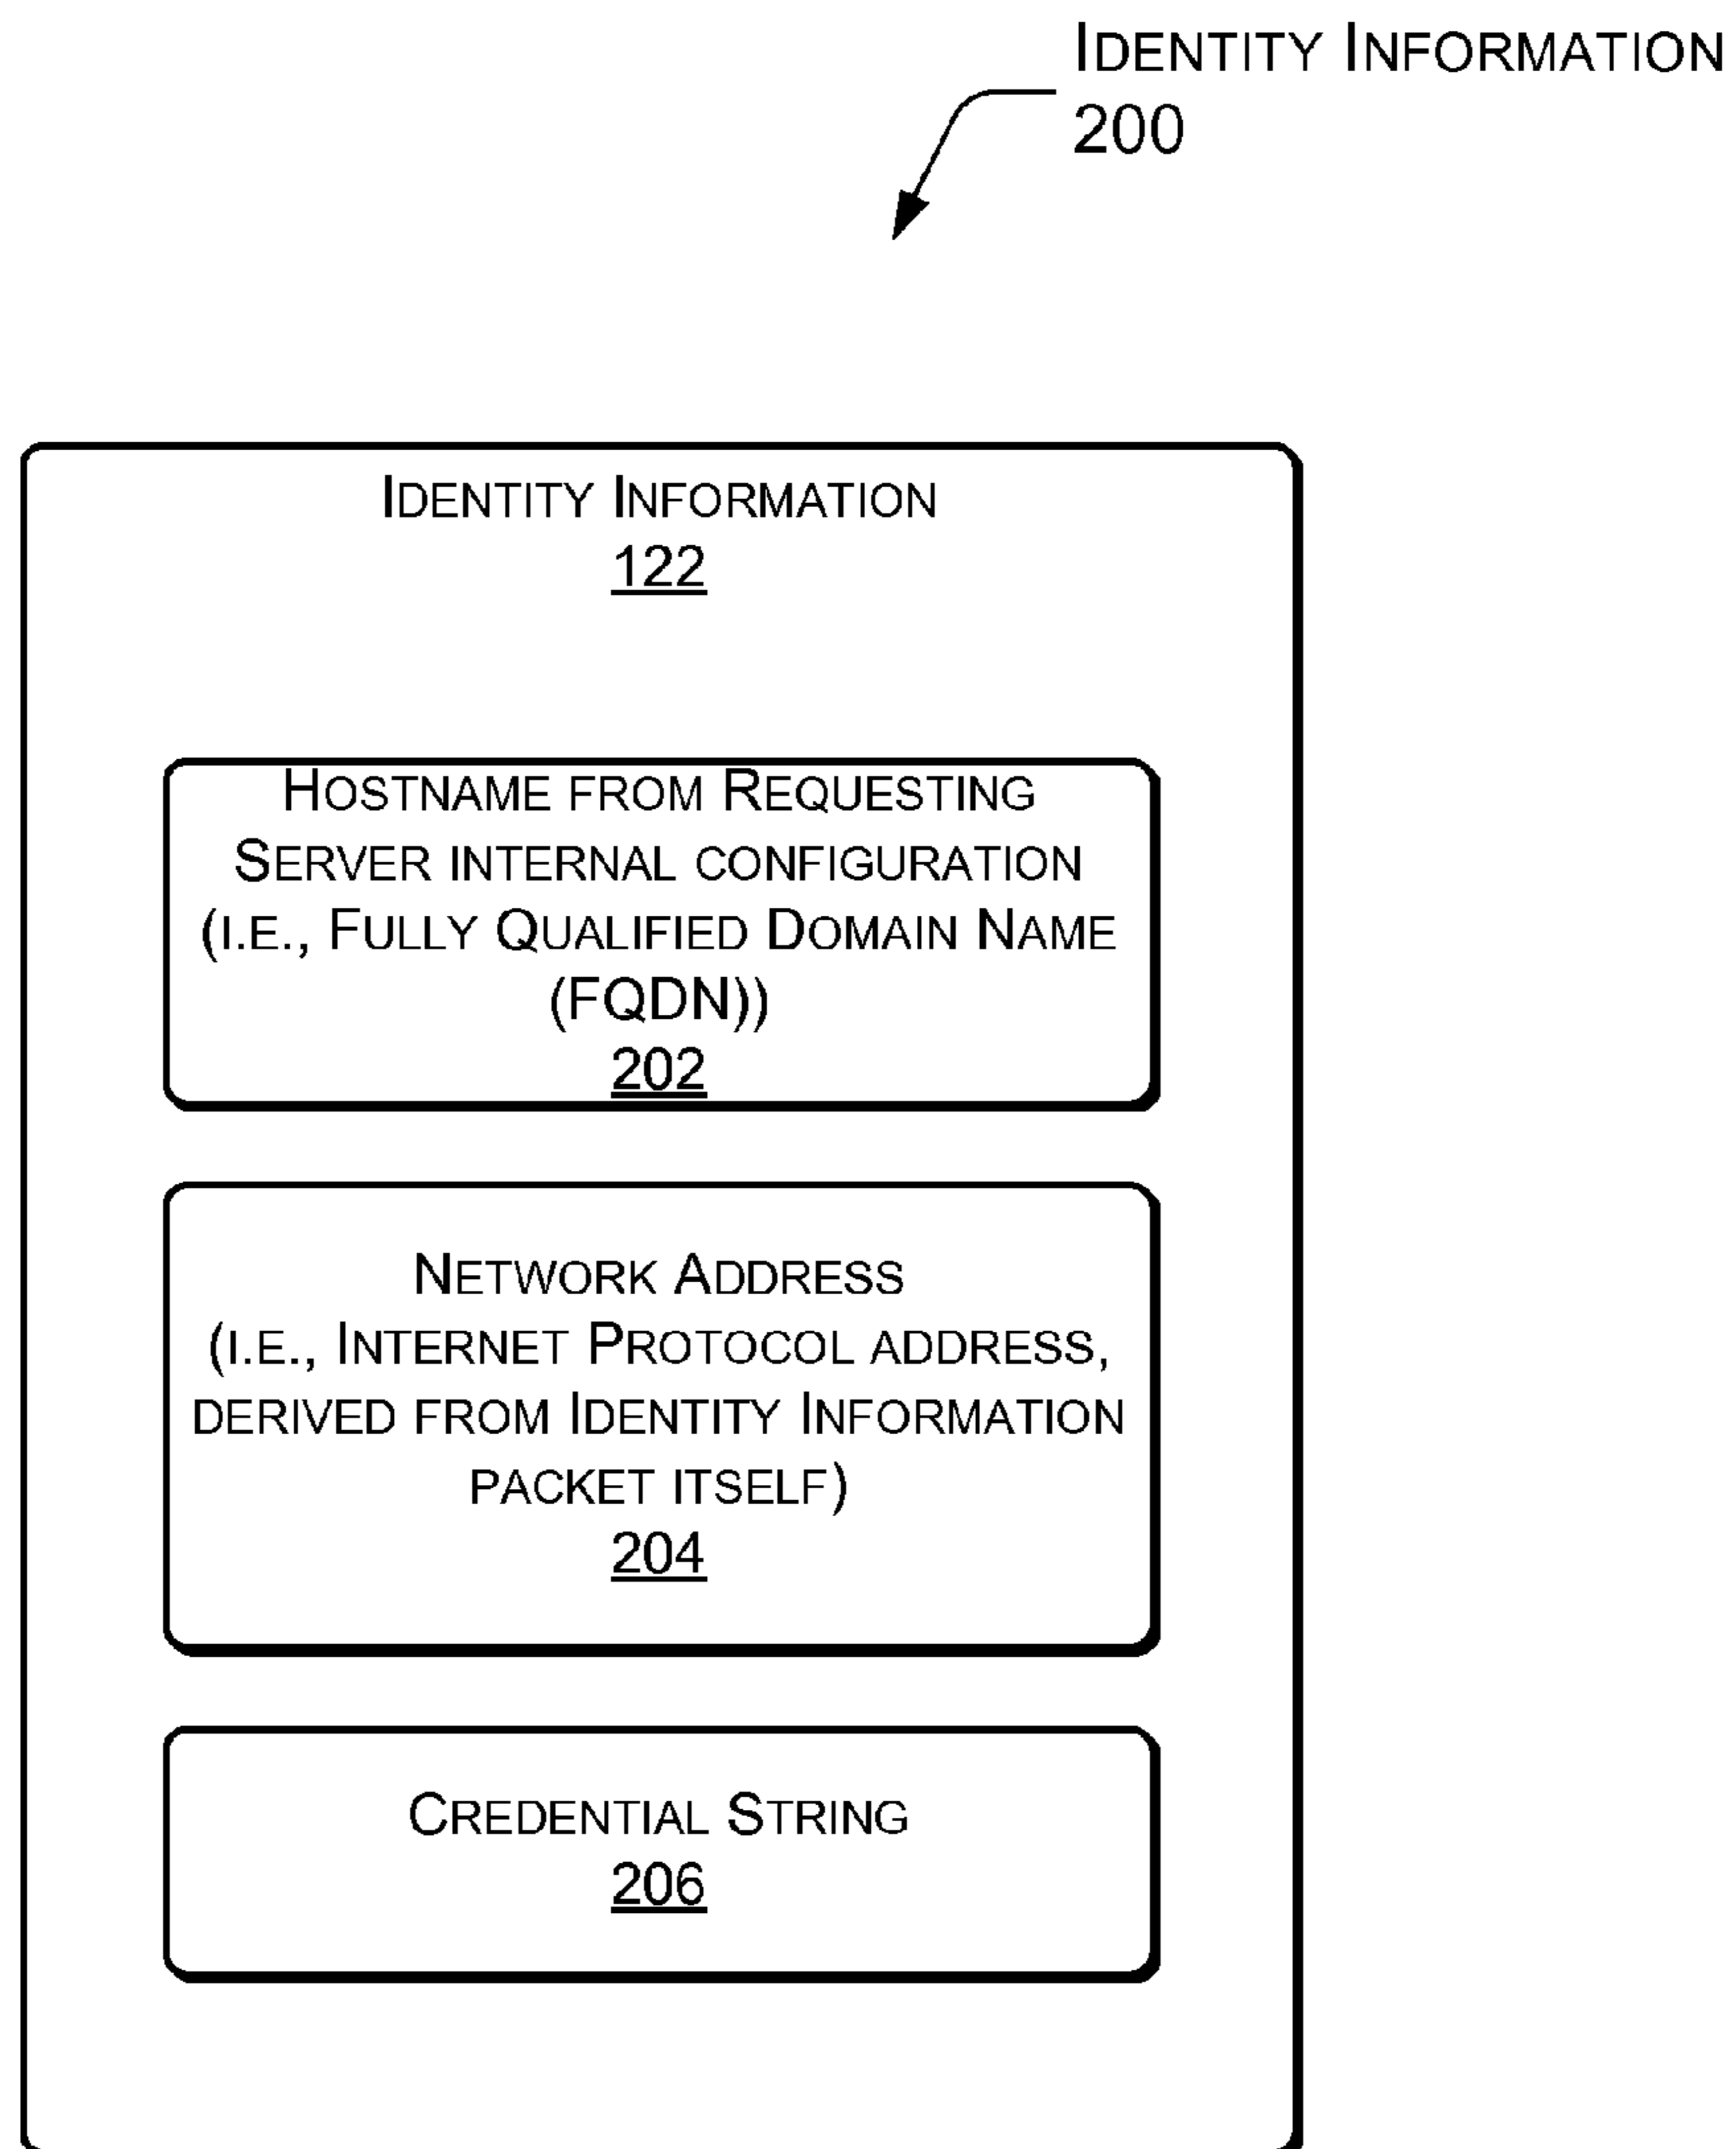 IDENTITY INFORMATION
200
IDENTITY INFORMATION
122
HOSTNAME FROM REQUESTING
SERVER INTERNAL CONFIGURATION
(I.E., FULLY QUALIFIED DOMAIN NAME
(FQDN))
202
NETWORK ADDRESS
(I.E., INTERNET PROTOCOL ADDRESS,
DERIVED FROM IDENTITY INFORMATION
PACKET ITSELF)
204
CREDENTIAL STRING
206